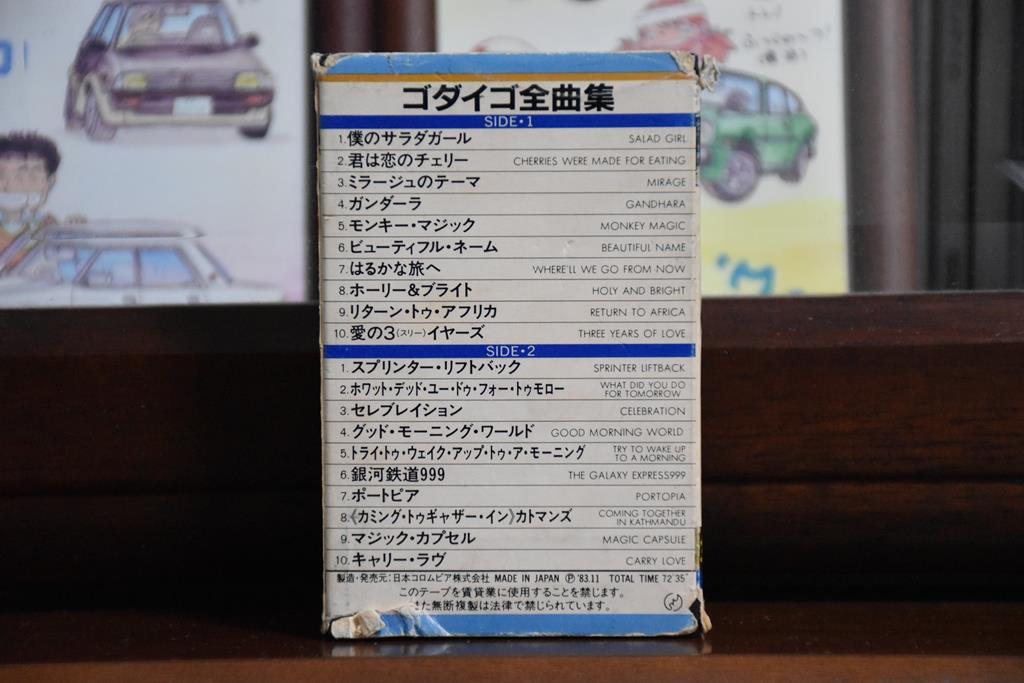 ゴダイゴ全曲集
SIDE・1
1.僕のサラダガール SALAD GIRL
2.君は恋のチェリー CHERRIES WERE MADE FOR EATING
3.ミラージュのテーマ MIRAGE
4.ガンダーラ GANDHARA
5.モンキー・マジック MONKEY MAGIC
6.ビューティフル・ネーム BEAUTIFUL NAME
7.はるかな旅へ WHERE'LL WE GO FROM NOW
8.ホーリー&ブライト HOLY AND BRIGHT
9.リターン・トゥ・アフリカ RETURN TO AFRICA
10.愛の3(スリー)イヤーズ THREE YEARS OF LOVE
SIDE・2
1.スプリンター・リフトバック SPRINTER LIFTBACK
2.ホワット・デッド・ユー・ドゥ・フォー・トゥモロー WHAT DID YOU DO
FOR TOMORROW
3.セレブレイション CELEBRATION
4.グッド・モーニング・ワールド GOOD MORNING WORLD
5.トライ・トゥ・ウェイク・アップ・トゥ・ア・モーニング TRY TO WAKE UP
TO A MORNING
6.銀河鉄道999 THE GALAXY EXPRESS999
7.ポートピア PORTOPIA
8.《カミング・トゥギャザー・イン》カトマンズ COMING TOGETHER
IN KATHMANDU
9.マジック・カプセル MAGIC CAPSULE
10.キャリー・ラヴ CARRY LOVE
製造・発売元:日本コロムビア株式会社 MADE IN JAPAN Ⓟ'83.11 TOTAL TIME 72'35"
このテープを賃貸業に使用することを禁じます。
また無断複製は法律で禁じられています。